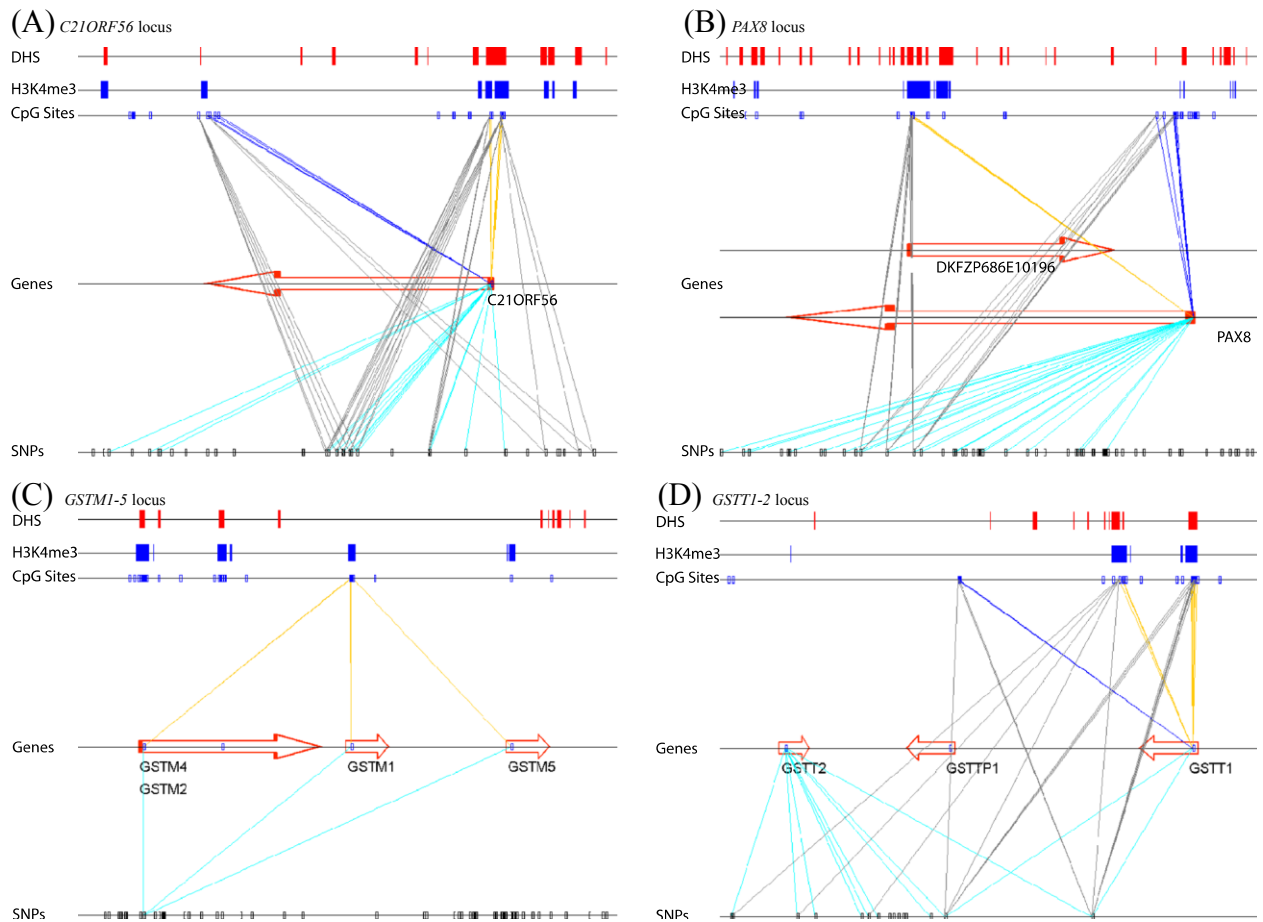 (A) C21ORF56 locus
DHS
H3K4me3
CpG Sites
Genes
C21ORF56
SNPs
(B) PAX8 locus
DHS
H3K4me3
CpG Sites
DKFZP686E10196
Genes
PAX8
SNPs
(C) GSTM1-5 locus
DHS
H3K4me3
CpG Sites
Genes
GSTM4
GSTM1
GSTM5
GSTM2
SNPs
(D) GSTT1-2 locus
DHS
H3K4me3
CpG Sites
Genes
GSTT2
GSTTP1
GSTT1
SNPs